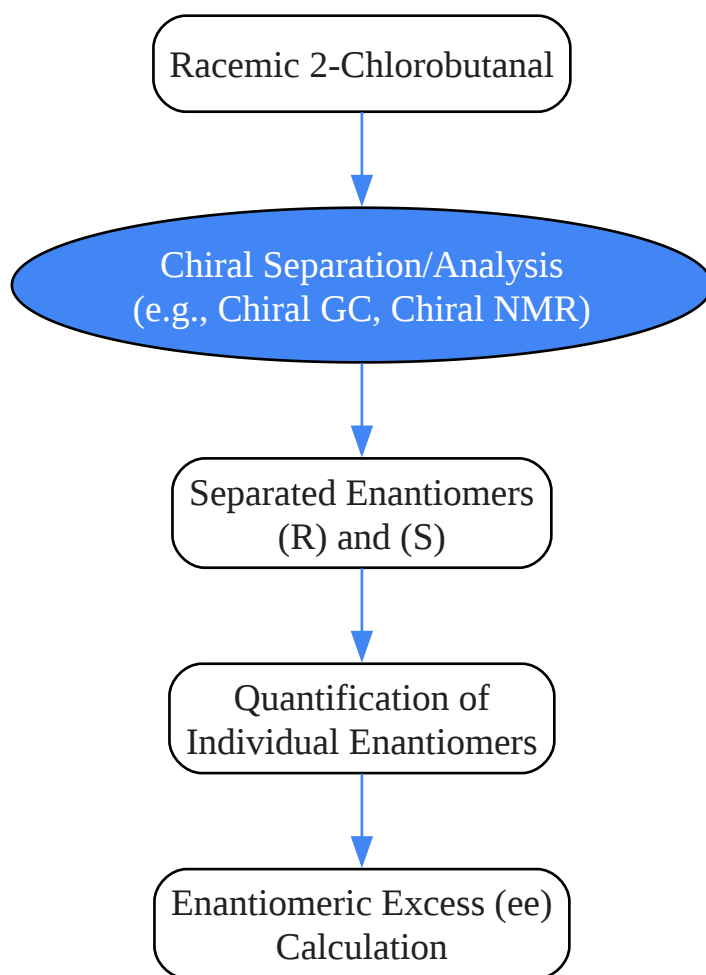 Racemic 2-Chlorobutanal
Chiral Separation/Analysis
(e.g., Chiral GC, Chiral NMR)
Separated Enantiomers
(R) and (S)
Quantification of
Individual Enantiomers
Enantiomeric Excess (ee)
Calculation